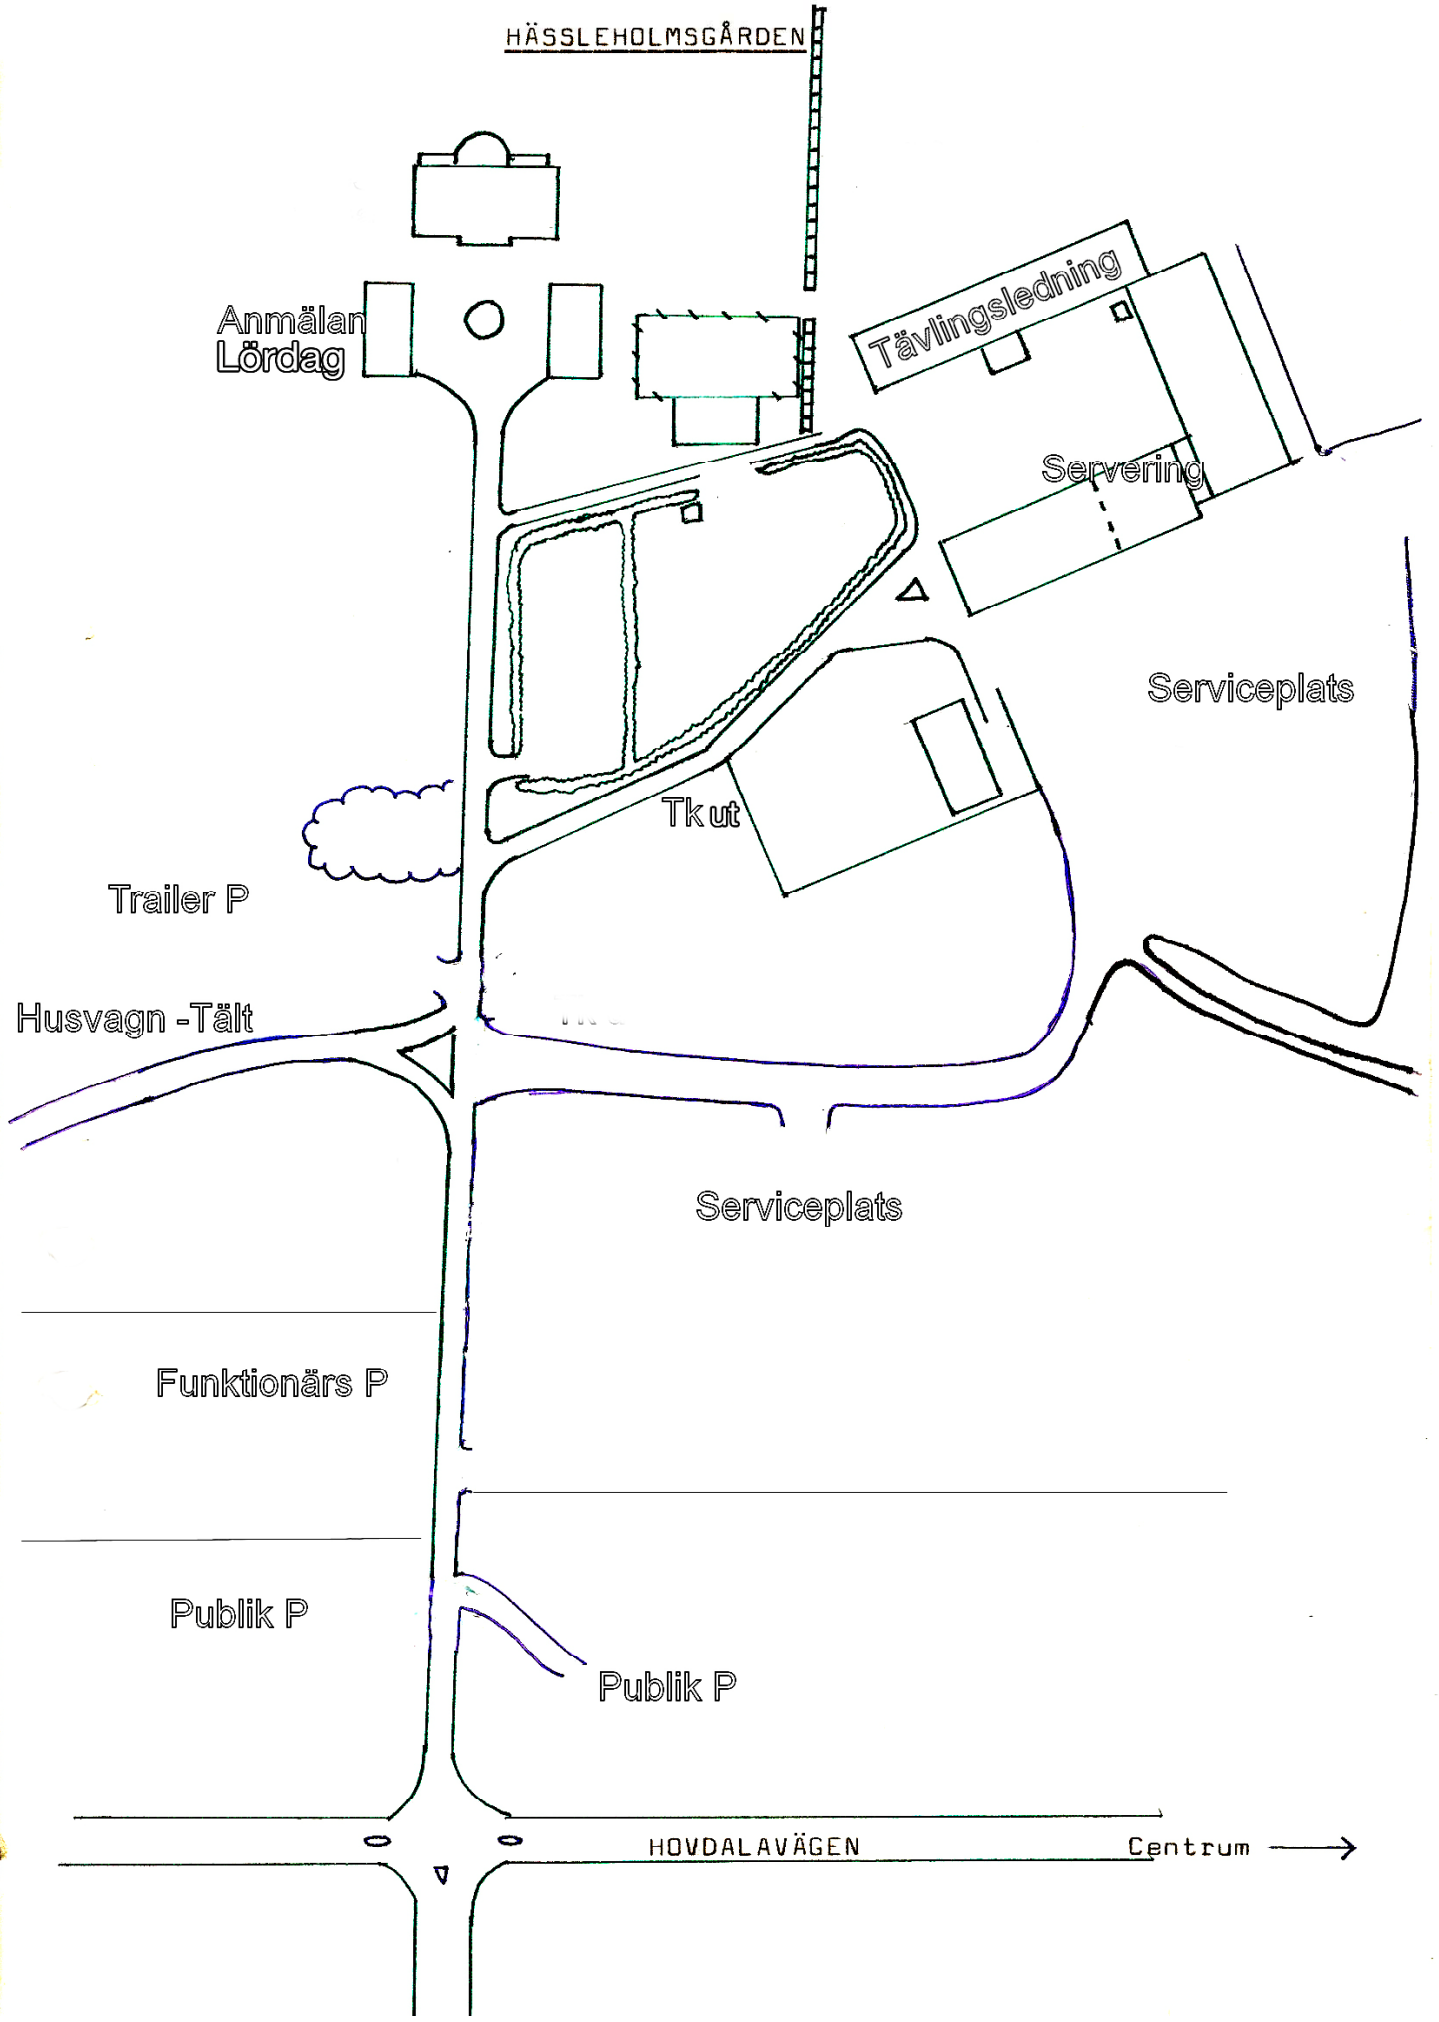 HÄSSLEHOLMSGÅRDEN
Tävlingsledning
Anmälan
Lördag
Servering
Serviceplats
Tk ut
Trailer P
Husvagn -Tält
Serviceplats
Funktionärs P
Publik P
Publik P
HOVDALAVÄGEN
Centrum